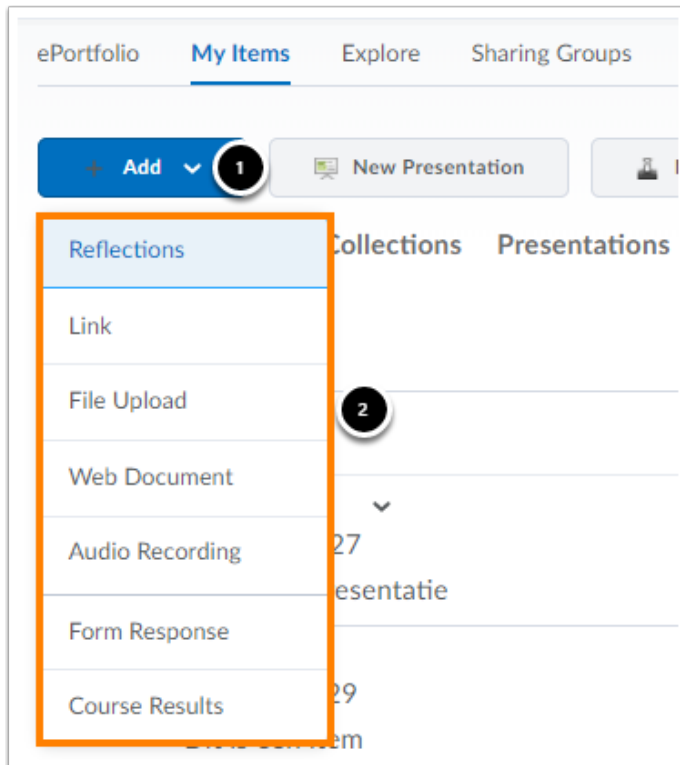 ePortfolio My Items Explore Sharing Groups
+ Add 1 New Presentation
Reflections Collections Presentations
Link
File Upload 2
Web Document
Audio Recording 27
esentatie
Form Response
Course Results 29
em